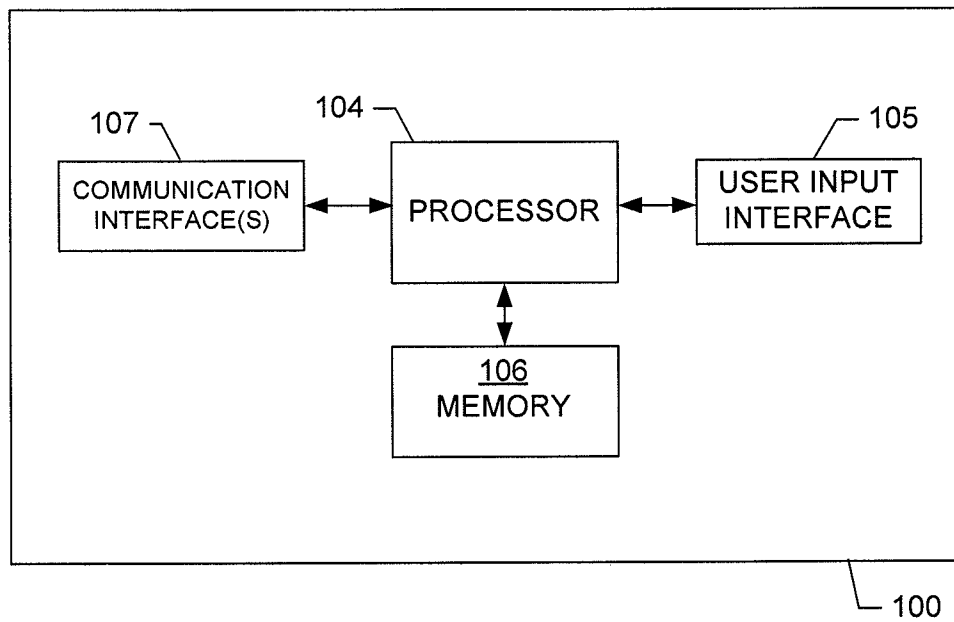 107
104
105
COMMUNICATION
INTERFACE(S)
PROCESSOR
USER INPUT
INTERFACE
106
MEMORY
100